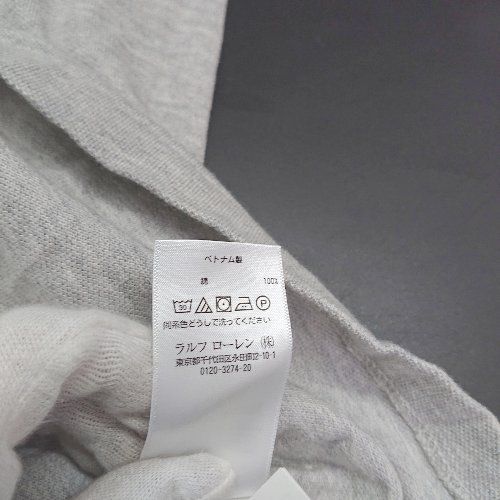 ベトナム製
綿 100%
30 P
同系色どうしで洗ってください
ラルフ ローレン ㈱
東京都千代田区永田町2-10-1
0120-3274-20